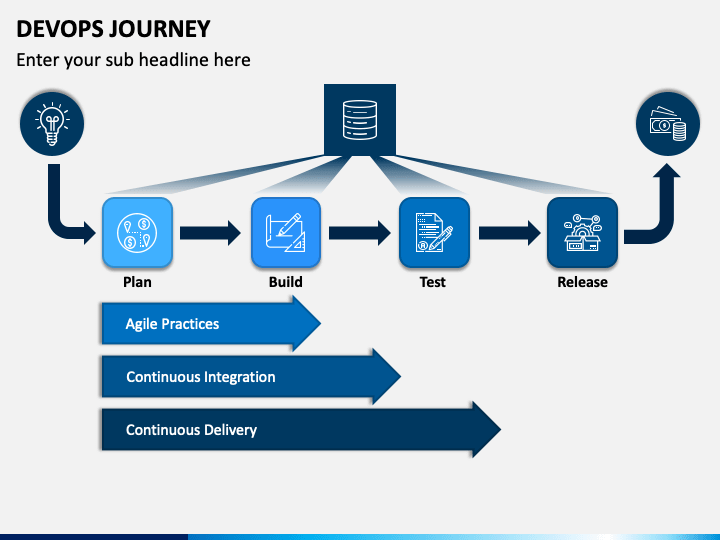 DEVOPS JOURNEY
Enter your sub headline here
Plan
Build
Test
Release
Agile Practices
Continuous Integration
Continuous Delivery